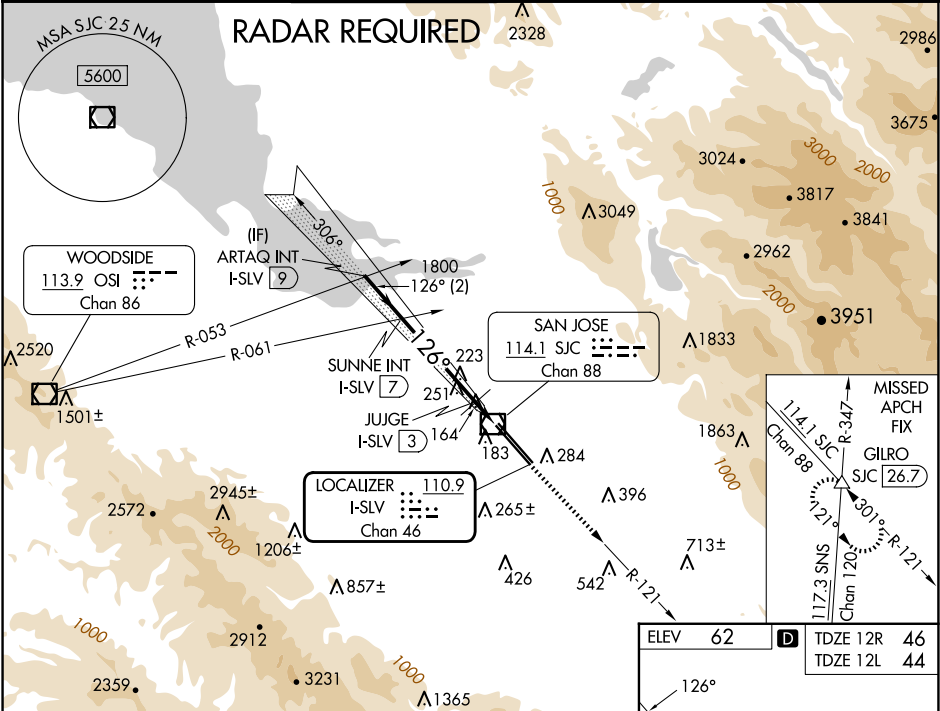 RADAR REQUIRED
MSA SJC 25 NM
5600
2328
2986
3675
3000
2000
3024
3817
3841
1000
3049
2962
2000
3951
306°
(IF)
ARTAQ INT
I-SLV 9
1800
126° (2)
WOODSIDE
113.9 OSI
Chan 86
R-053
R-061
2520
1501±
SUNNE INT
I-SLV 7
126°
223
251
JUJGE
I-SLV 3
164
183
SAN JOSE
114.1 SJC
Chan 88
1833
1863
1000
284
LOCALIZER 110.9
I-SLV
Chan 46
265±
396
426
542
713±
R-121
2945±
2572
2000
1206±
857±
1000
2912
2359
3231
1000
1365
MISSED
APCH
FIX
114.1 SJC
Chan 88
R-347
GILRO
SJC 26.7
121°
301°
R-121
117.3 SNS
Chan 120
ELEV 62
D
TDZE 12R 46
TDZE 12L 44
126°